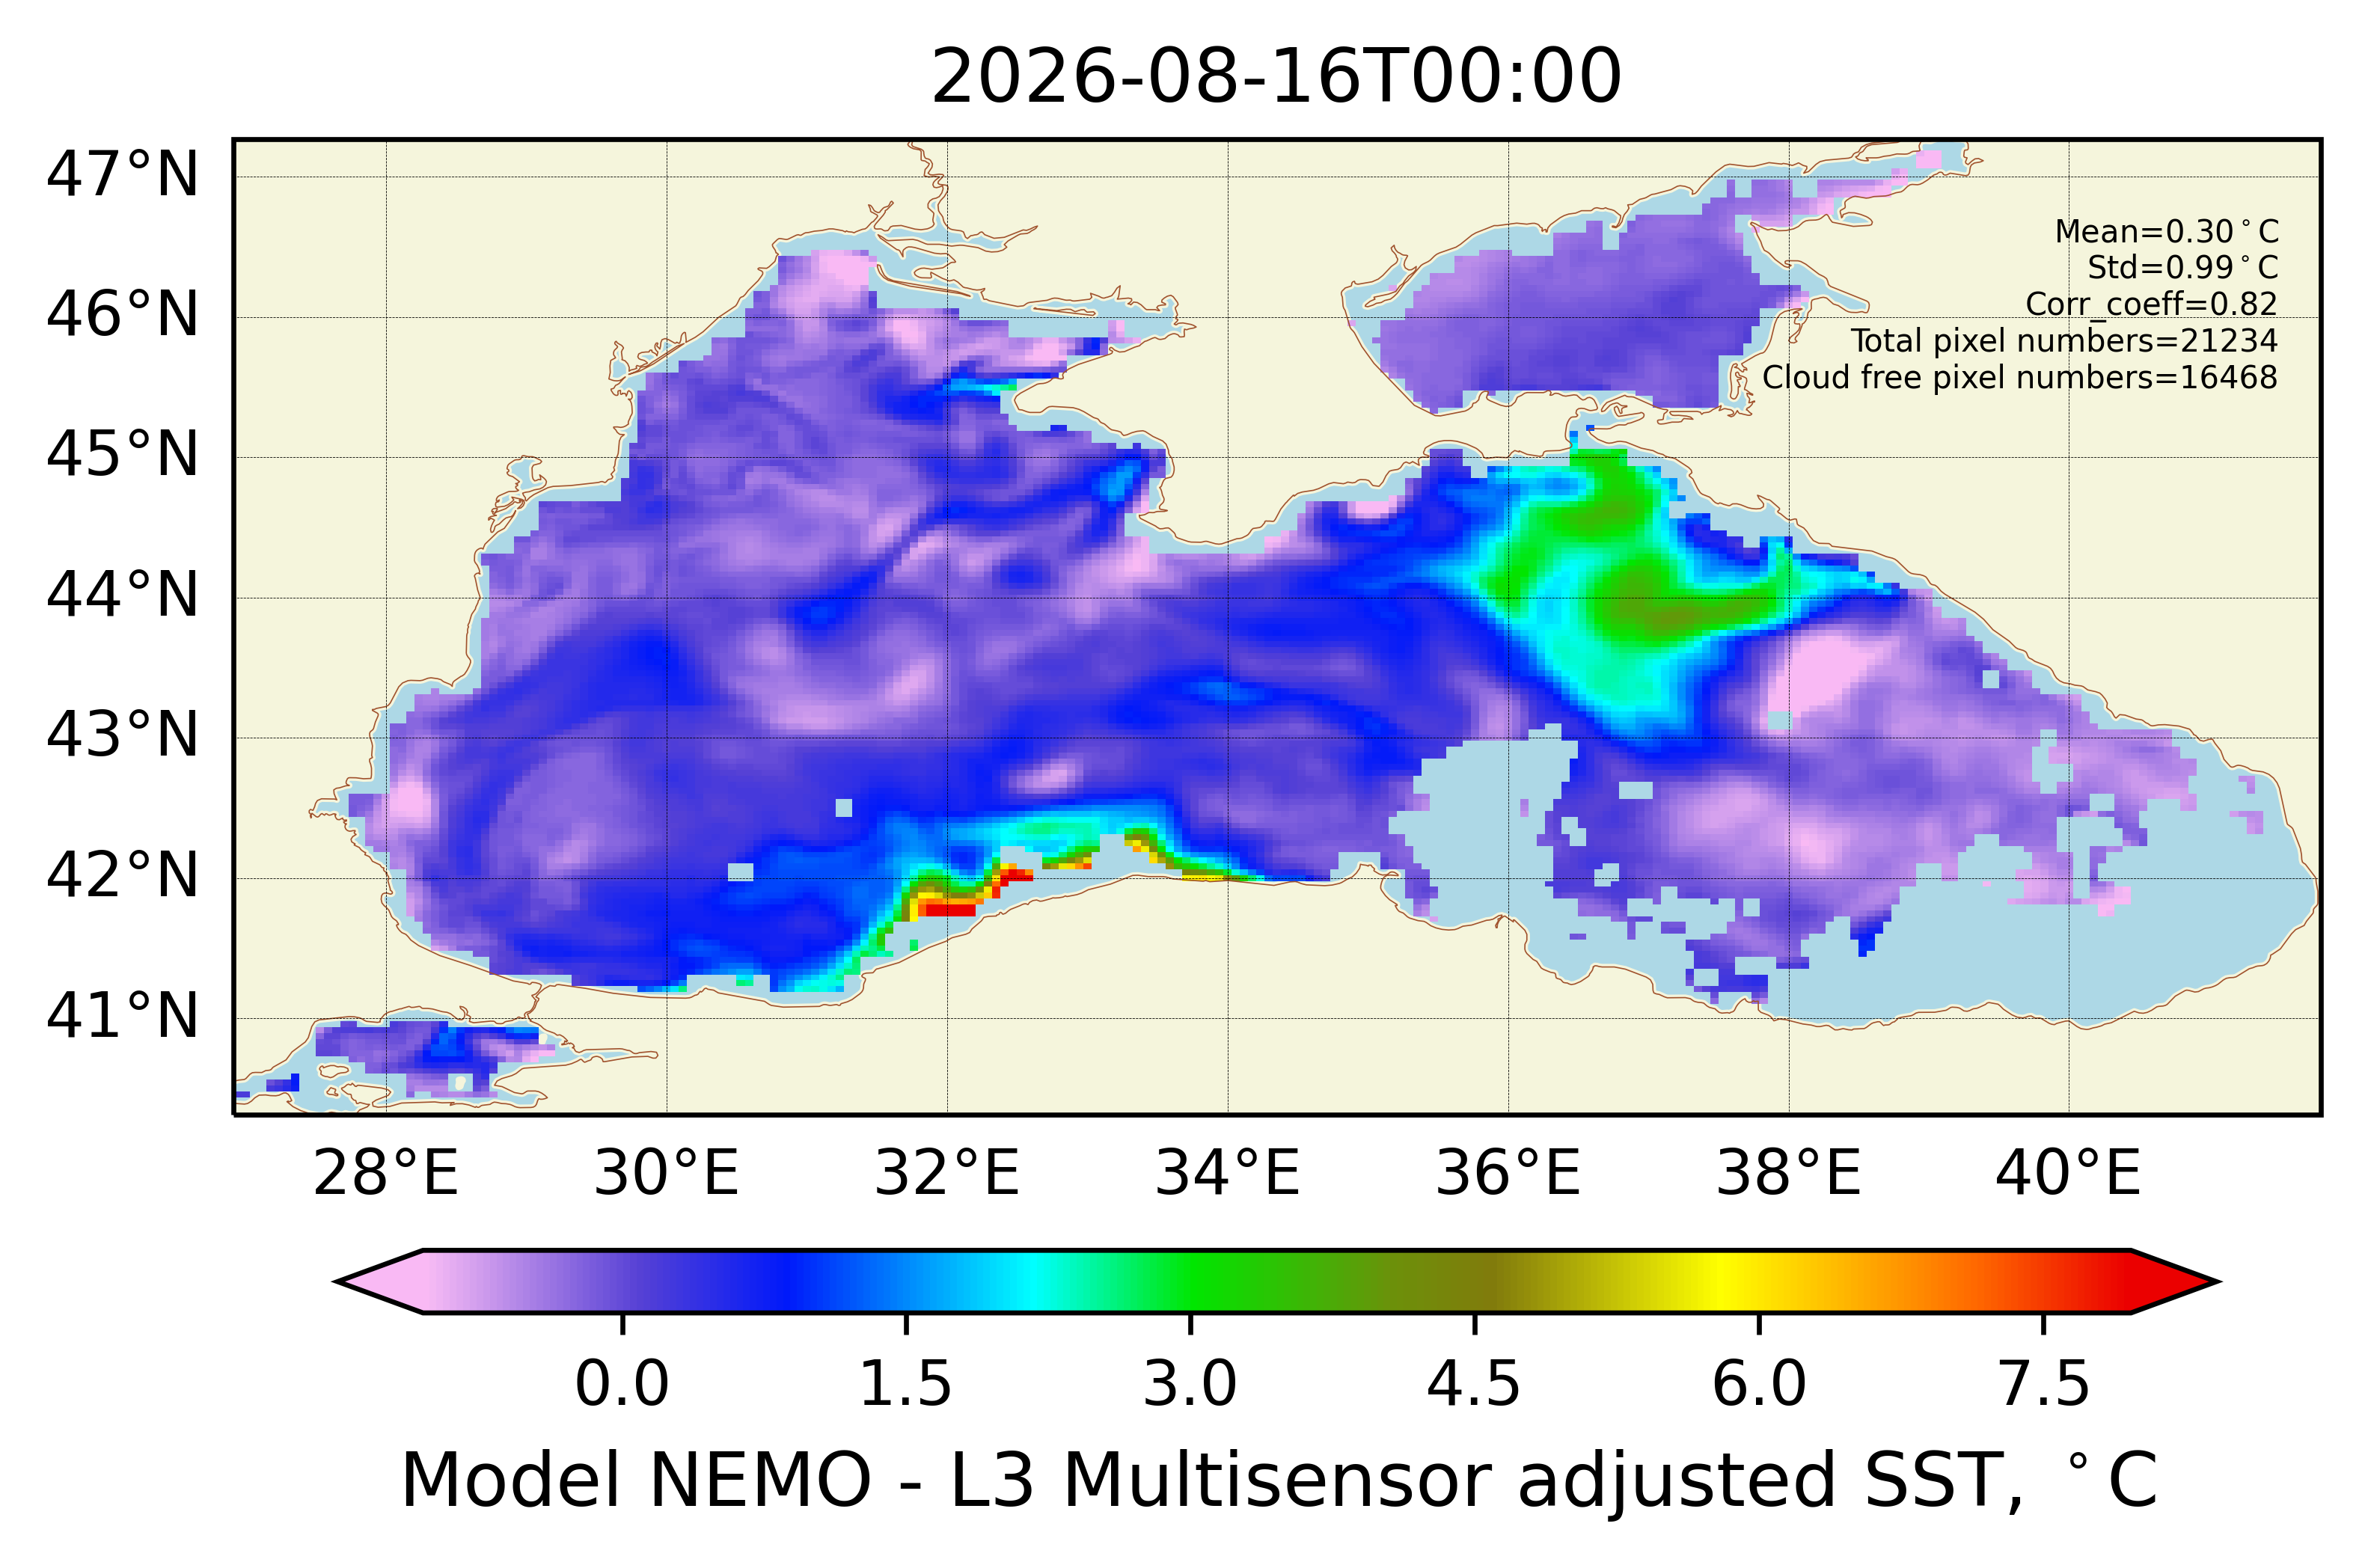 2026-08-16T00:00
47°N
46°N
45°N
44°N
43°N
42°N
41°N
Mean=0.30°C
Std=0.99°C
Corr_coeff=0.82
Total pixel numbers=21234
Cloud free pixel numbers=16468
28°E 30°E 32°E 34°E 36°E 38°E 40°E
0.0 1.5 3.0 4.5 6.0 7.5
Model NEMO - L3 Multisensor adjusted SST, °C